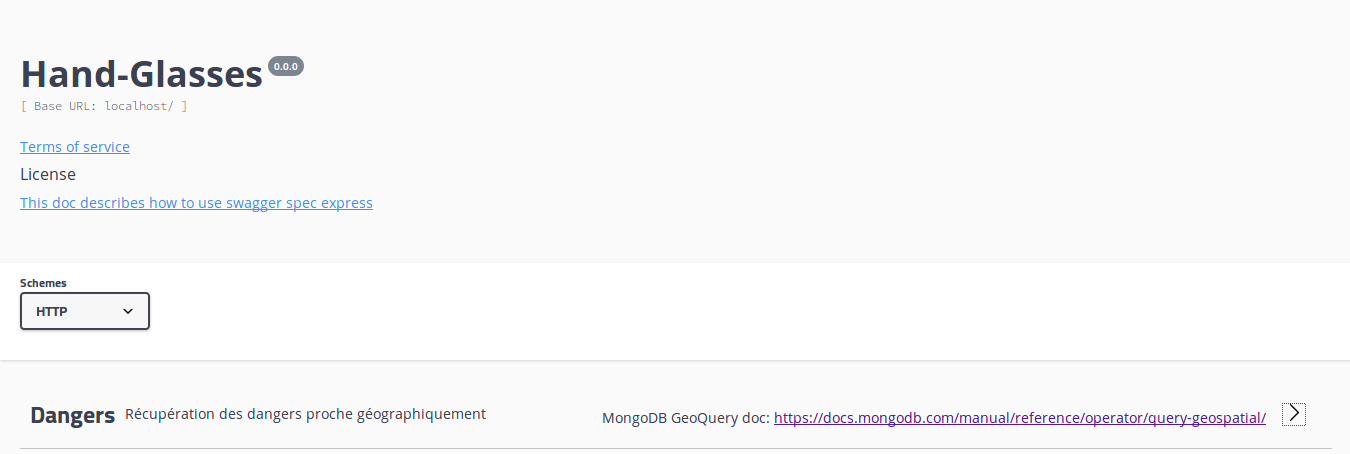 Hand-Glasses 0.0.0
[ Base URL: localhost/ ]
Terms of service
License
This doc describes how to use swagger spec express
Schemes
HTTP
Dangers Récupération des dangers proche géographiquement MongoDB GeoQuery doc: https://docs.mongodb.com/manual/reference/operator/query-geospatial/